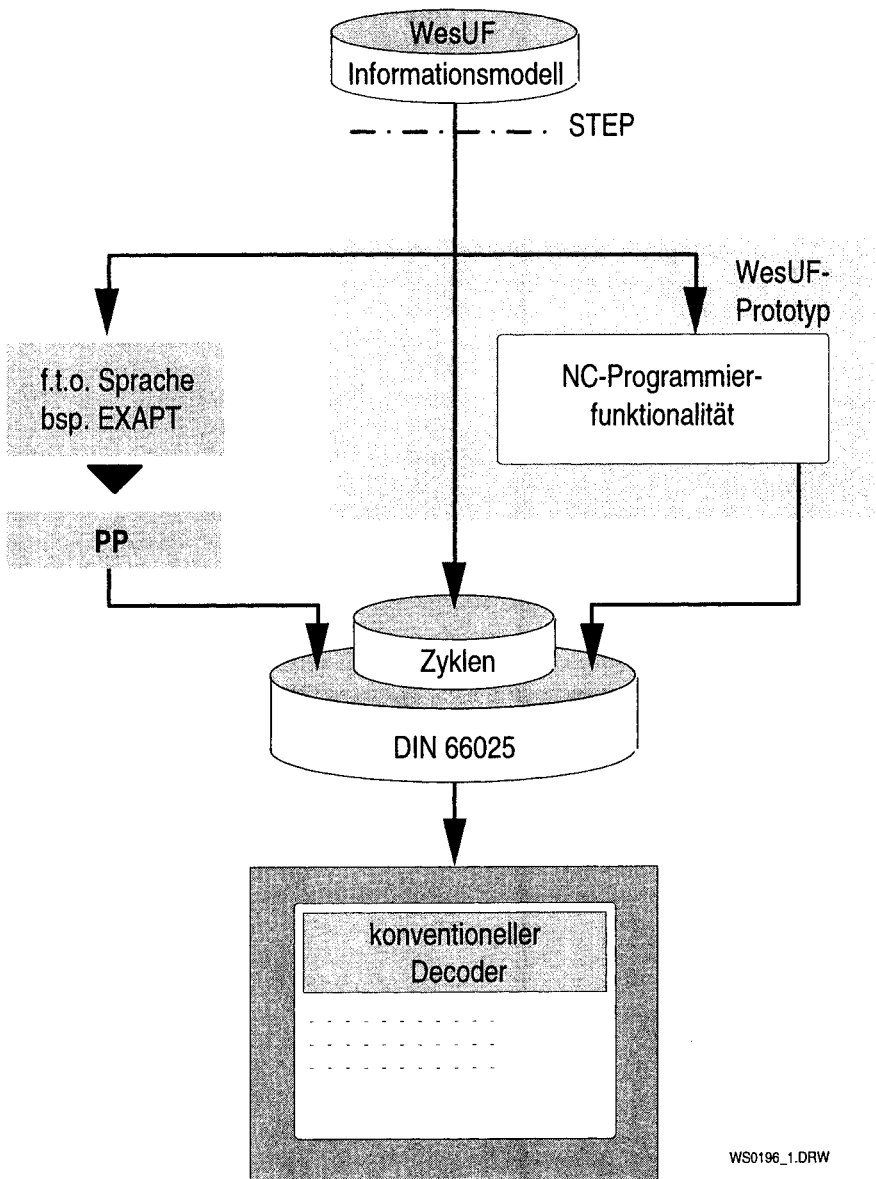 WesUF
Informationsmodell
STEP
WesUF-
Prototyp
f.t.o. Sprache
bsp. EXAPT
NC-Programmier-
funktionalität
PP
Zyklen
DIN 66025
konventioneller
Decoder
WS0196_1.DRW